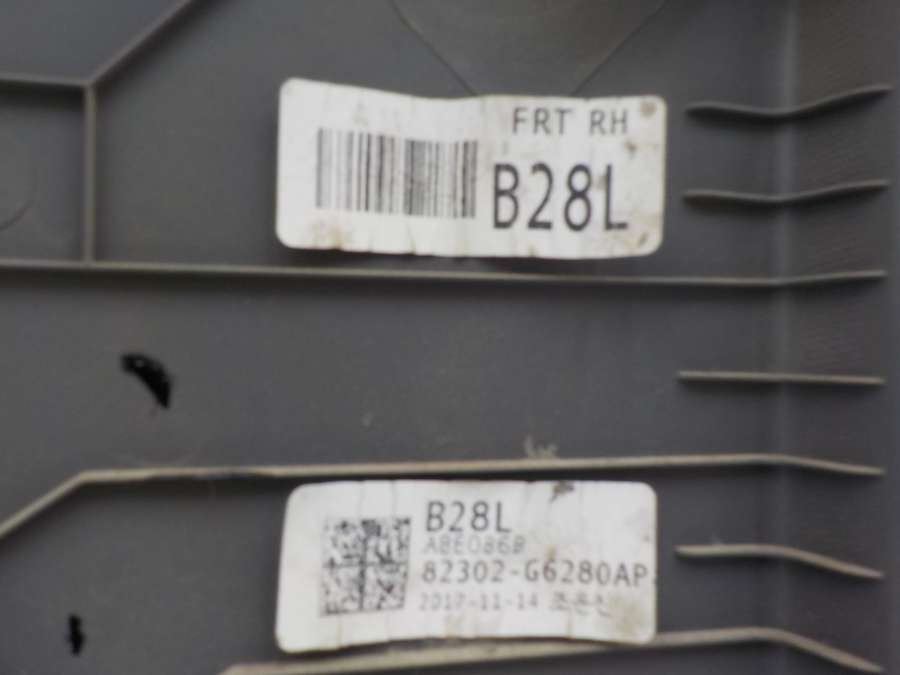 FRT RH
B28L
B28L
ABE086B
82302-G6280AP
2017-11-14